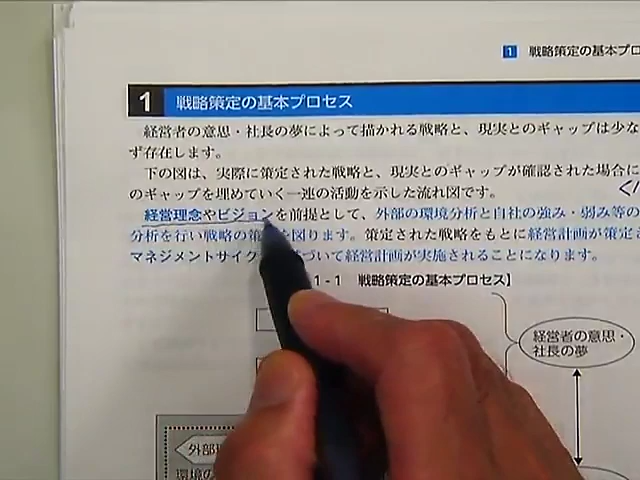 1 戦略策定の基本プロ
1 戦略策定の基本プロセス
経営者の意思・社長の夢によって描かれる戦略と、現実とのギャップは少な
ず存在します。
下の図は、実際に策定された戦略と、現実とのギャップが確認された場合に
のギャップを埋めていく一連の活動を示した流れ図です。
経営理念やビジョンを前提として、外部の環境分析と自社の強み・弱み等の
分析を行い戦略の策 を図ります。策定された戦略をもとに経営計画が策定さ
マネジメントサイク づいて経営計画が実施されることになります。
1-1 戦略策定の基本プロセス】
経営者の意思・
社長の夢
外部
環境の